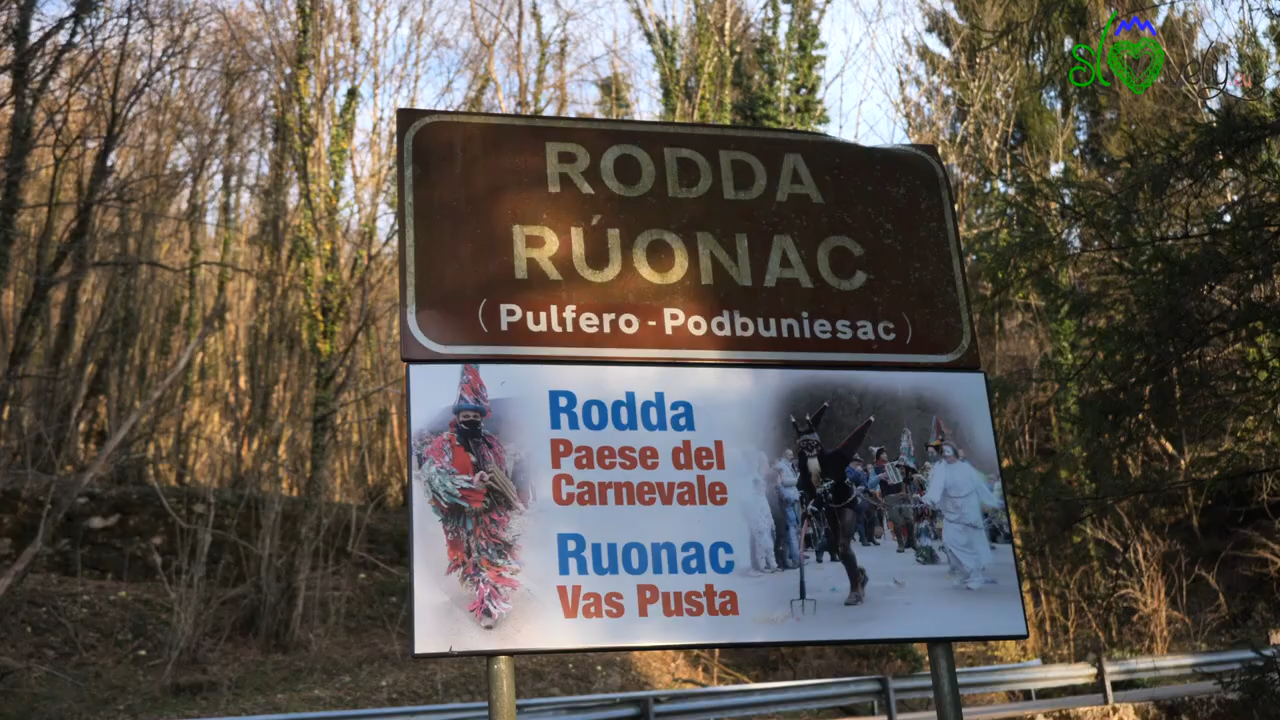 RODDA
RÚONAC
(Pulfero - Podbuniesac)
Rodda
Paese del
Carnevale
Ruonac
Vas Pusta